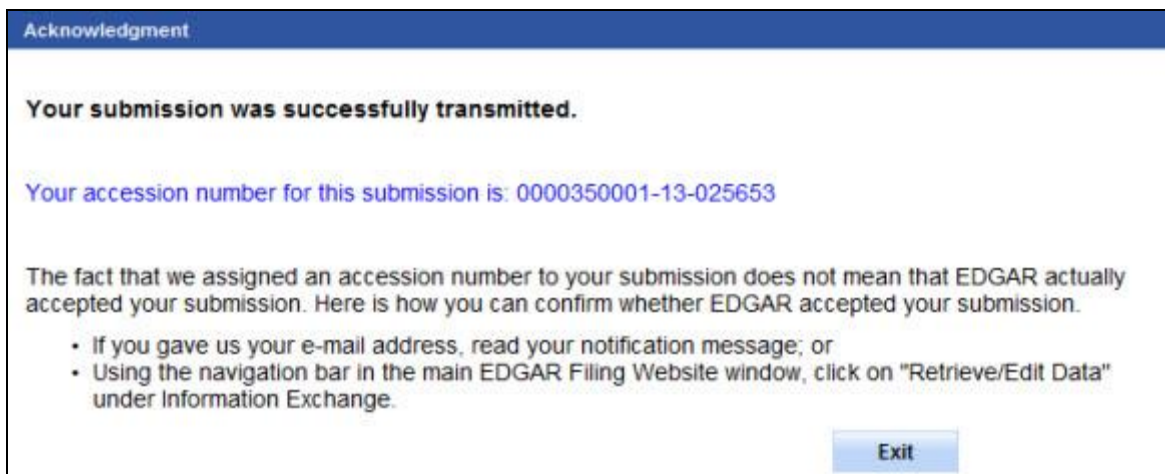 Acknowledgment
Your submission was successfully transmitted.
Your accession number for this submission is: 0000350001-13-025653
The fact that we assigned an accession number to your submission does not mean that EDGAR actually
accepted your submission. Here is how you can confirm whether EDGAR accepted your submission.
• If you gave us your e-mail address, read your notification message; or
• Using the navigation bar in the main EDGAR Filing Website window, click on "Retrieve/Edit Data"
under Information Exchange.
Exit